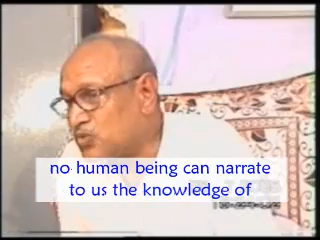 no human being can narrate
to us the knowledge of